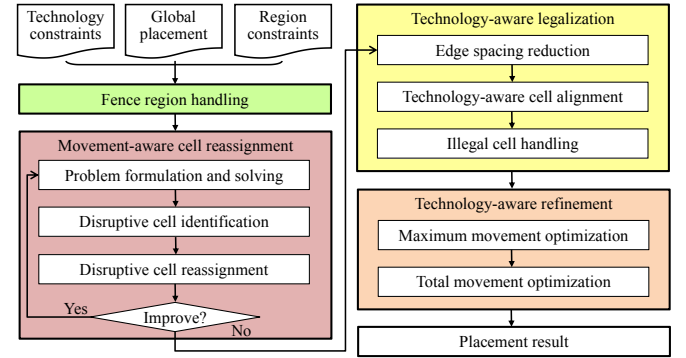 Technology
constraints
Global
placement
Region
constraints
Fence region handling
Movement-aware cell reassignment
Problem formulation and solving
Disruptive cell identification
Disruptive cell reassignment
Yes
Improve?
No
Technology-aware legalization
Edge spacing reduction
Technology-aware cell alignment
Illegal cell handling
Technology-aware refinement
Maximum movement optimization
Total movement optimization
Placement result